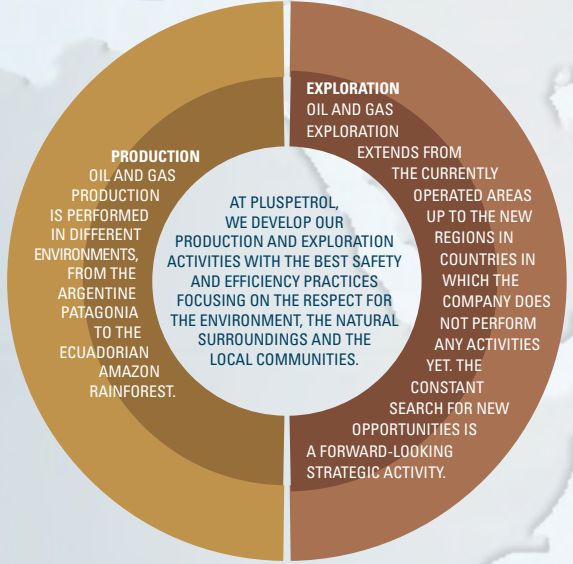 PRODUCTION
OIL AND GAS
PRODUCTION
IS PERFORMED
IN DIFFERENT
ENVIRONMENTS,
FROM THE
ARGENTINE
PATAGONIA
TO THE
ECUADORIAN
AMAZON
RAINFOREST.
AT PLUSPETROL,
WE DEVELOP OUR
PRODUCTION AND EXPLORATION
ACTIVITIES WITH THE BEST SAFETY
AND EFFICIENCY PRACTICES
FOCUSING ON THE RESPECT FOR
THE ENVIRONMENT, THE NATURAL
SURROUNDINGS AND THE
LOCAL COMMUNITIES.
EXPLORATION
OIL AND GAS
EXPLORATION
EXTENDS FROM
THE CURRENTLY
OPERATED AREAS
UP TO THE NEW
REGIONS IN
COUNTRIES IN
WHICH THE
COMPANY DOES
NOT PERFORM
ANY ACTIVITIES
YET. THE
CONSTANT
SEARCH FOR NEW
OPPORTUNITIES IS
A FORWARD-LOOKING
STRATEGIC ACTIVITY.